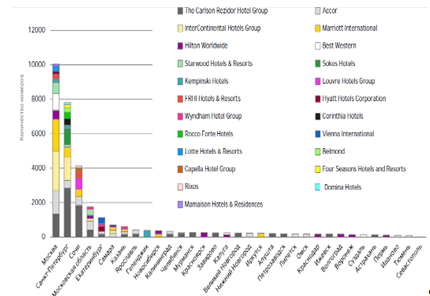 The Carlson Rezidor Hotel Group
Accor
InterContinental Hotels Group
Marriott International
Hilton Worldwide
Best Western
Starwood Hotels & Resorts
Sokos Hotels
Kempinski Hotels
Louvre Hotels Group
FRHI Hotels & Resorts
Hyatt Hotels Corporation
Wyndham Hotel Group
Corinthia Hotels
Rocco Forte Hotels
Vienna International
Lotte Hotels & Resorts
Belmond
Capella Hotel Group
Four Seasons Hotels and Resorts
Rixos
Domina Hotels
Mamaison Hotels & Residences
Количество номеров
12000
10000
8000
6000
4000
2000
0
Москва
Санкт-Петербург
Сочи
Московская область
Екатеринбург
Самара
Казань
Ярославль
Геленджик
Новосибирск
Калининград
Челябинск
Мурманск
Красноярск
Завидово
Калуга
Великий Новгород
Нижний Новгород
Иркутск
Алушта
Петрозаводск
Липецк
Омск
Краснодар
Ижевск
Волгоград
Воронеж
Суздаль
Астрахань
Пермь
Иваново
Тюмень
Севастополь